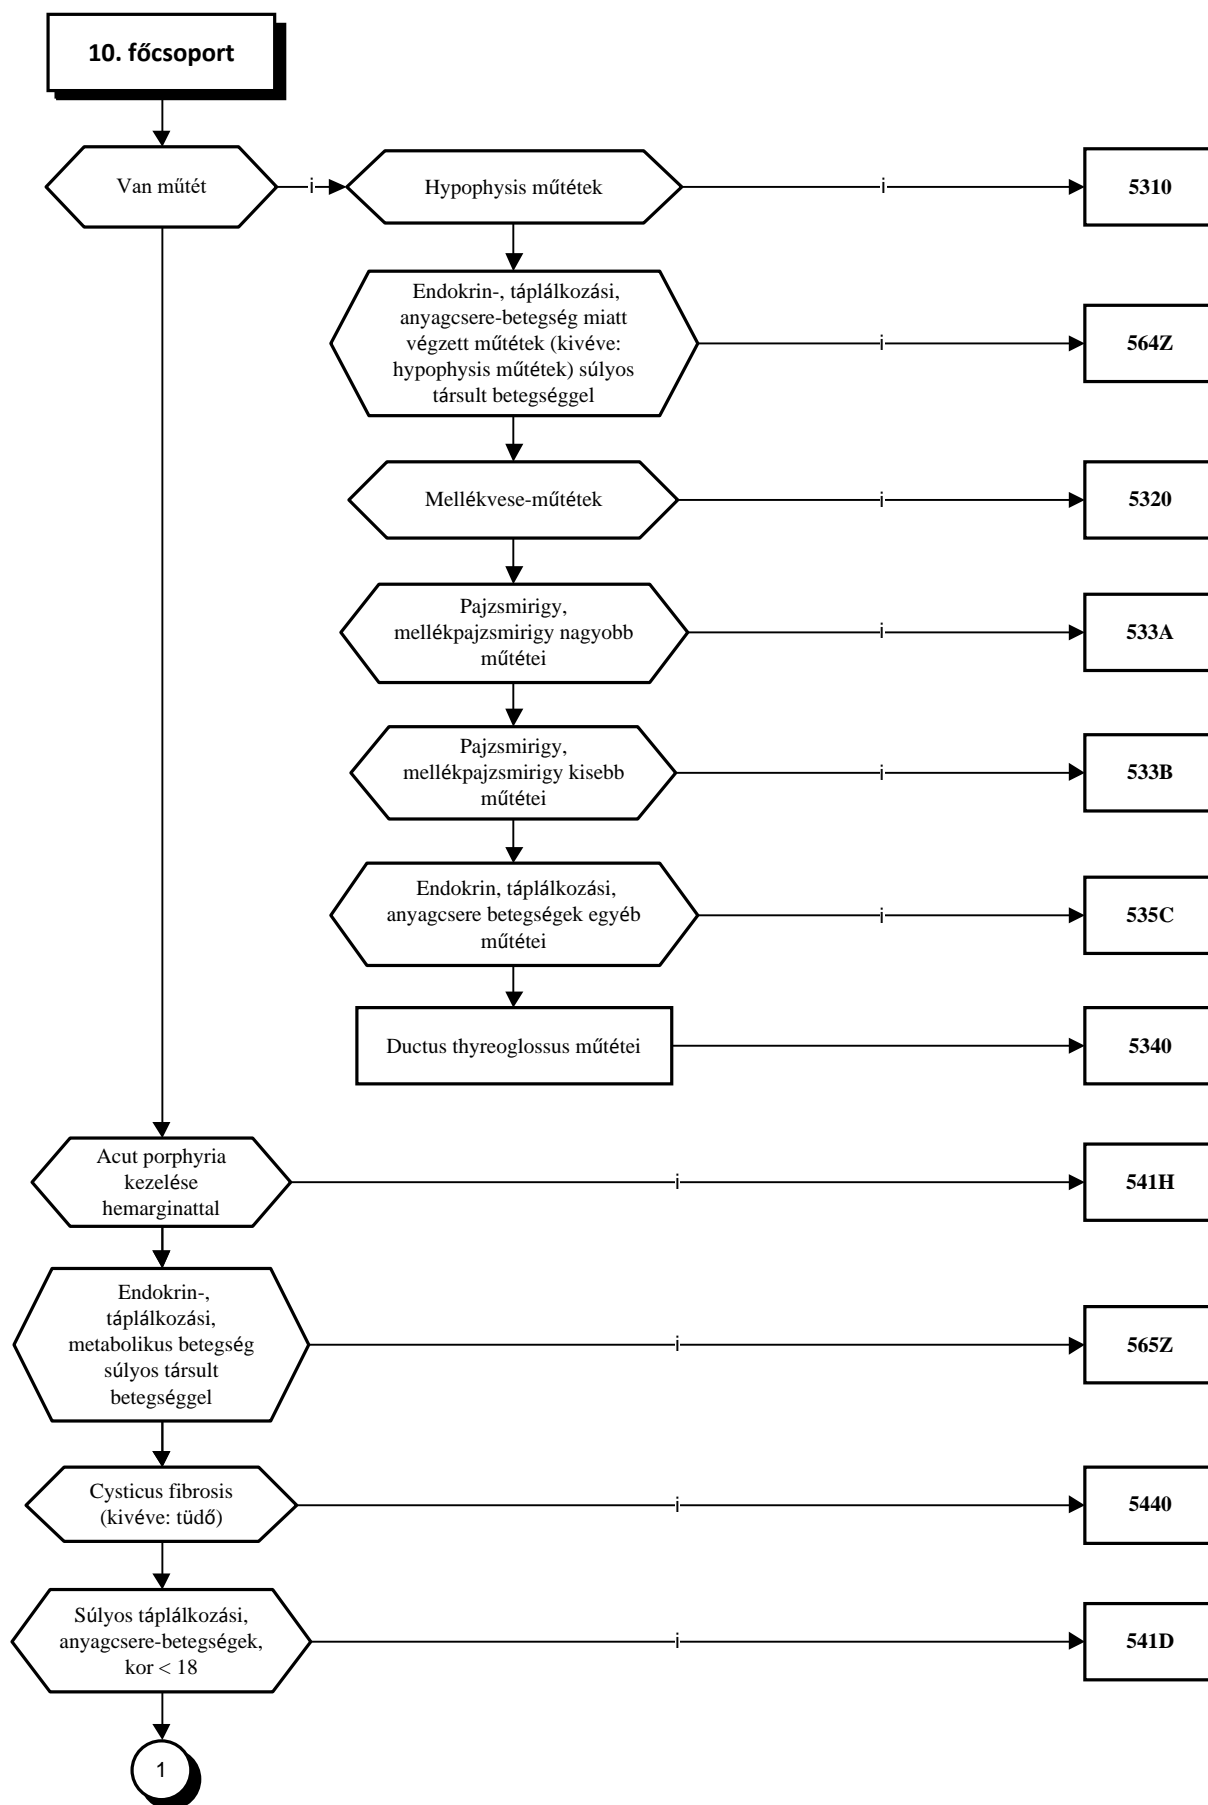 10. főcsoport
Van műtét
i
Hypophysis műtétek
i
5310
Endokrin-, táplálkozási,
anyagcsere-betegség miatt
végzett műtétek (kivéve:
hypophysis műtétek) súlyos
társult betegséggel
i
564Z
Mellékvese-műtétek
i
5320
Pajzsmirigy,
mellékpajzsmirigy nagyobb
műtétei
i
533A
Pajzsmirigy,
mellékpajzsmirigy kisebb
műtétei
i
533B
Endokrin, táplálkozási,
anyagcsere betegségek egyéb
műtétei
i
535C
Ductus thyreoglossus műtétei
5340
Acut porphyria
kezelése
hemarginattal
i
541H
Endokrin-,
táplálkozási,
metabolikus betegség
súlyos társult
betegséggel
i
565Z
Cysticus fibrosis
(kivéve: tüdő)
i
5440
Súlyos táplálkozási,
anyagcsere-betegségek,
kor < 18
i
541D
1